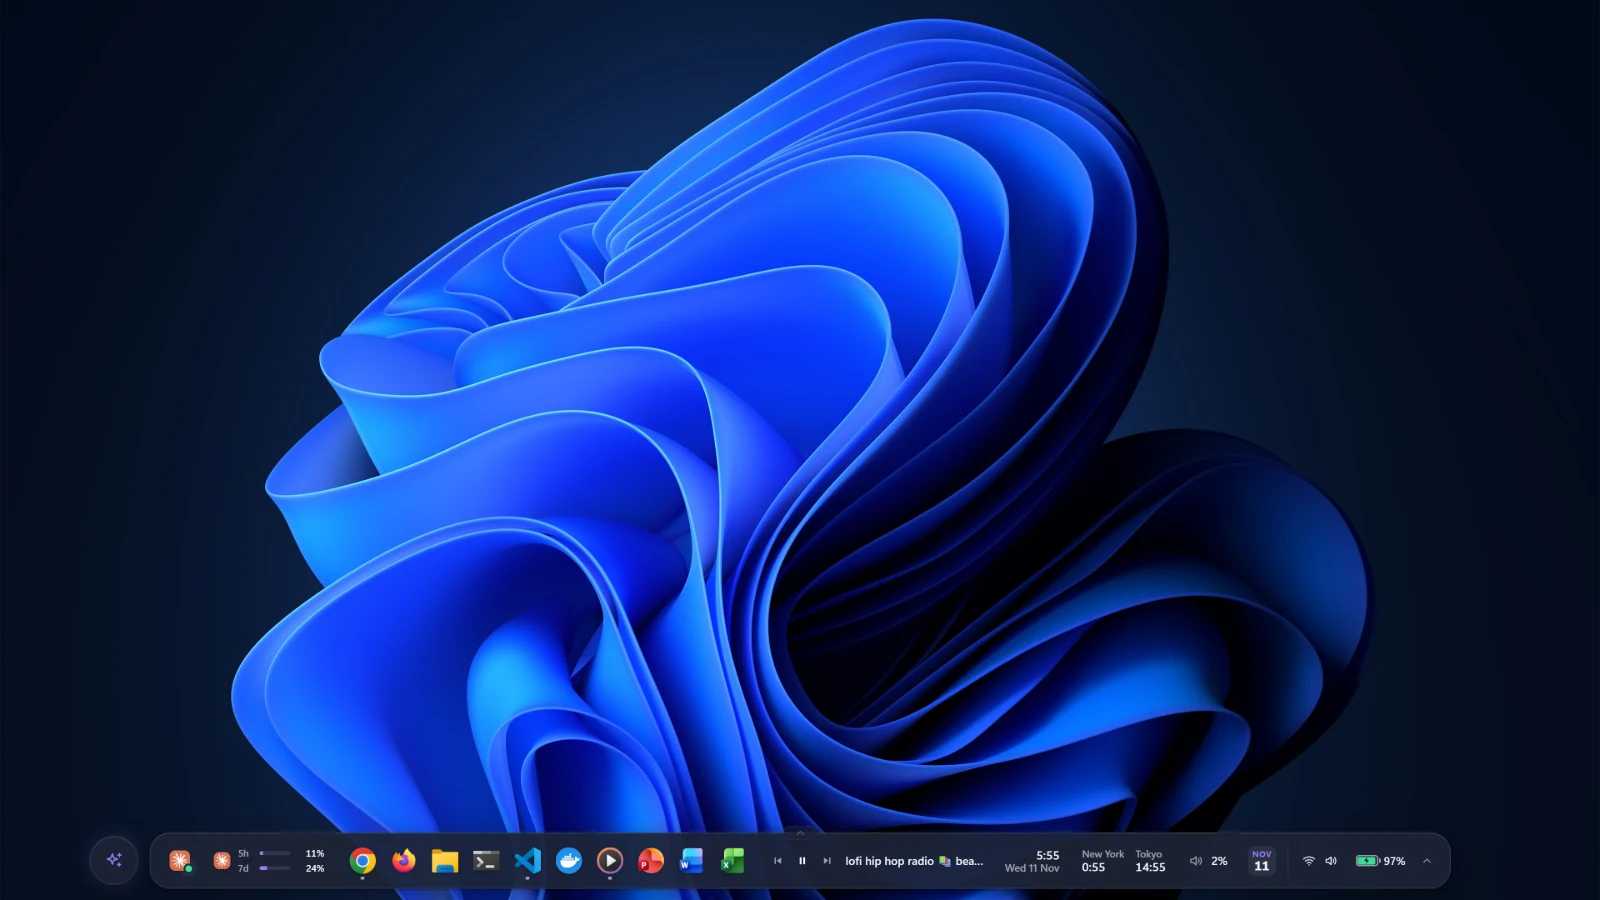 5h 11%
7d 24%
P
W
X
lofi hip hop radio 📚 bea...
5:55
Wed 11 Nov
New York
0:55
Tokyo
14:55
2%
NOV
11
97%